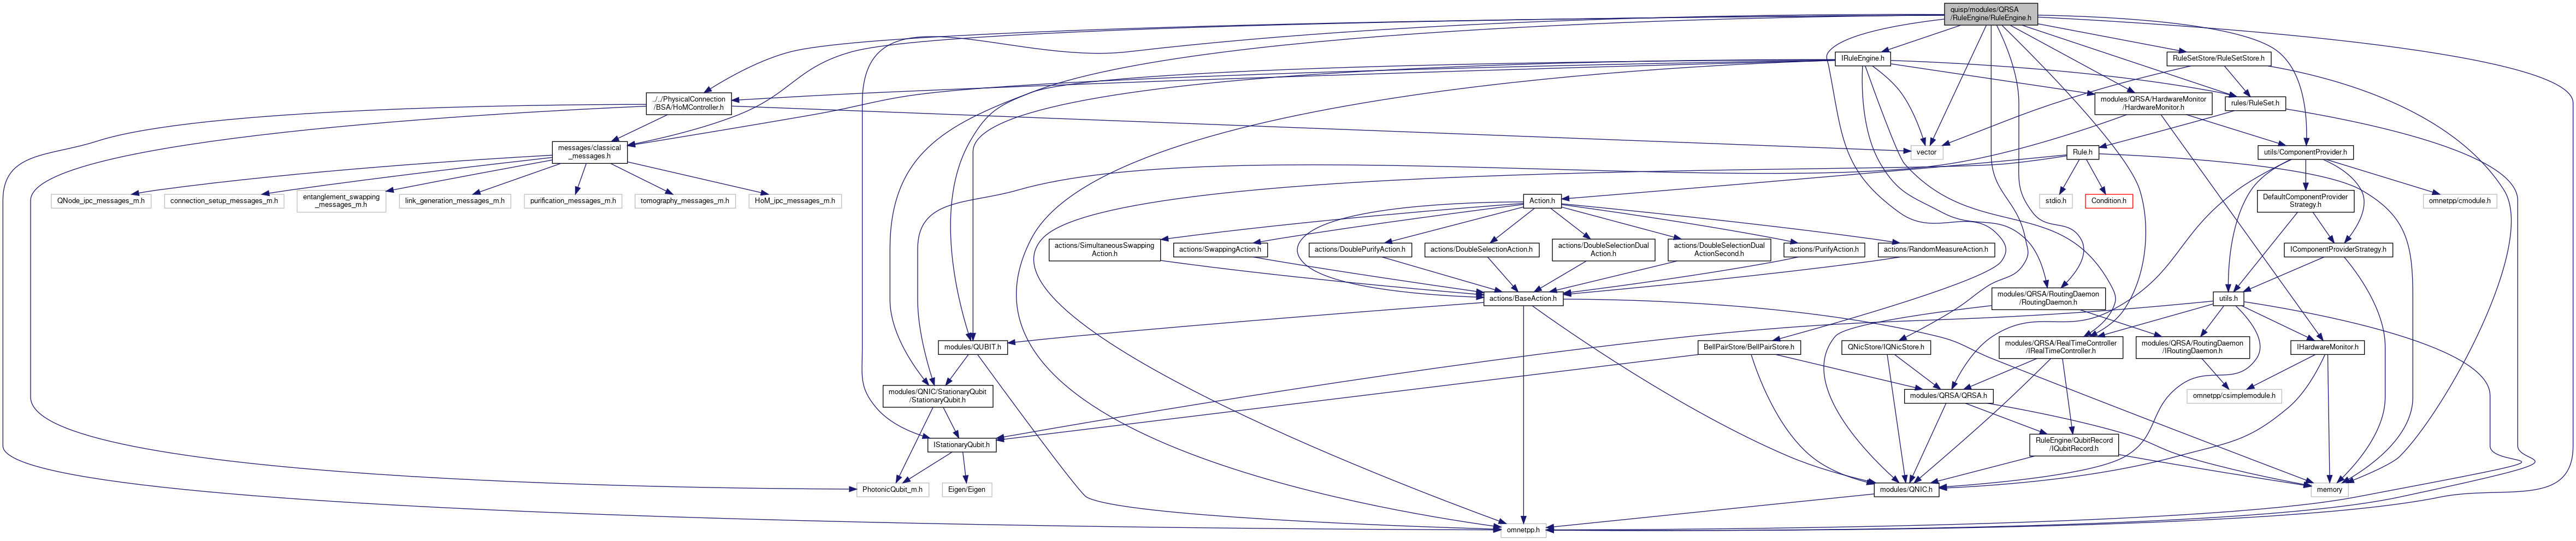 quisp/modules/QRSA
/RuleEngine/RuleEngine.h
IRuleEngine.h
RuleSetStore/RuleSetStore.h
../../PhysicalConnection
/BSA/HoMController.h
modules/QRSA/HardwareMonitor
/HardwareMonitor.h
rules/RuleSet.h
messages/classical
_messages.h
vector
Rule.h
utils/ComponentProvider.h
QNode_ipc_messages_m.h
connection_setup_messages_m.h
entanglement_swapping
_messages_m.h
link_generation_messages_m.h
purification_messages_m.h
tomography_messages_m.h
HoM_ipc_messages_m.h
Action.h
stdio.h
Condition.h
DefaultComponentProvider
Strategy.h
omnetpp/cmodule.h
actions/SimultaneousSwapping
Action.h
actions/SwappingAction.h
actions/DoublePurifyAction.h
actions/DoubleSelectionAction.h
actions/DoubleSelectionDual
Action.h
actions/DoubleSelectionDual
ActionSecond.h
actions/PurifyAction.h
actions/RandomMeasureAction.h
IComponentProviderStrategy.h
actions/BaseAction.h
modules/QRSA/RoutingDaemon
/RoutingDaemon.h
utils.h
modules/QUBIT.h
BellPairStore/BellPairStore.h
QNicStore/IQNicStore.h
modules/QRSA/RealTimeController
/IRealTimeController.h
modules/QRSA/RoutingDaemon
/IRoutingDaemon.h
IHardwareMonitor.h
modules/QNIC/StationaryQubit
/StationaryQubit.h
modules/QRSA/QRSA.h
omnetpp/csimplemodule.h
IStationaryQubit.h
RuleEngine/QubitRecord
/IQubitRecord.h
PhotonicQubit_m.h
Eigen/Eigen
modules/QNIC.h
memory
omnetpp.h